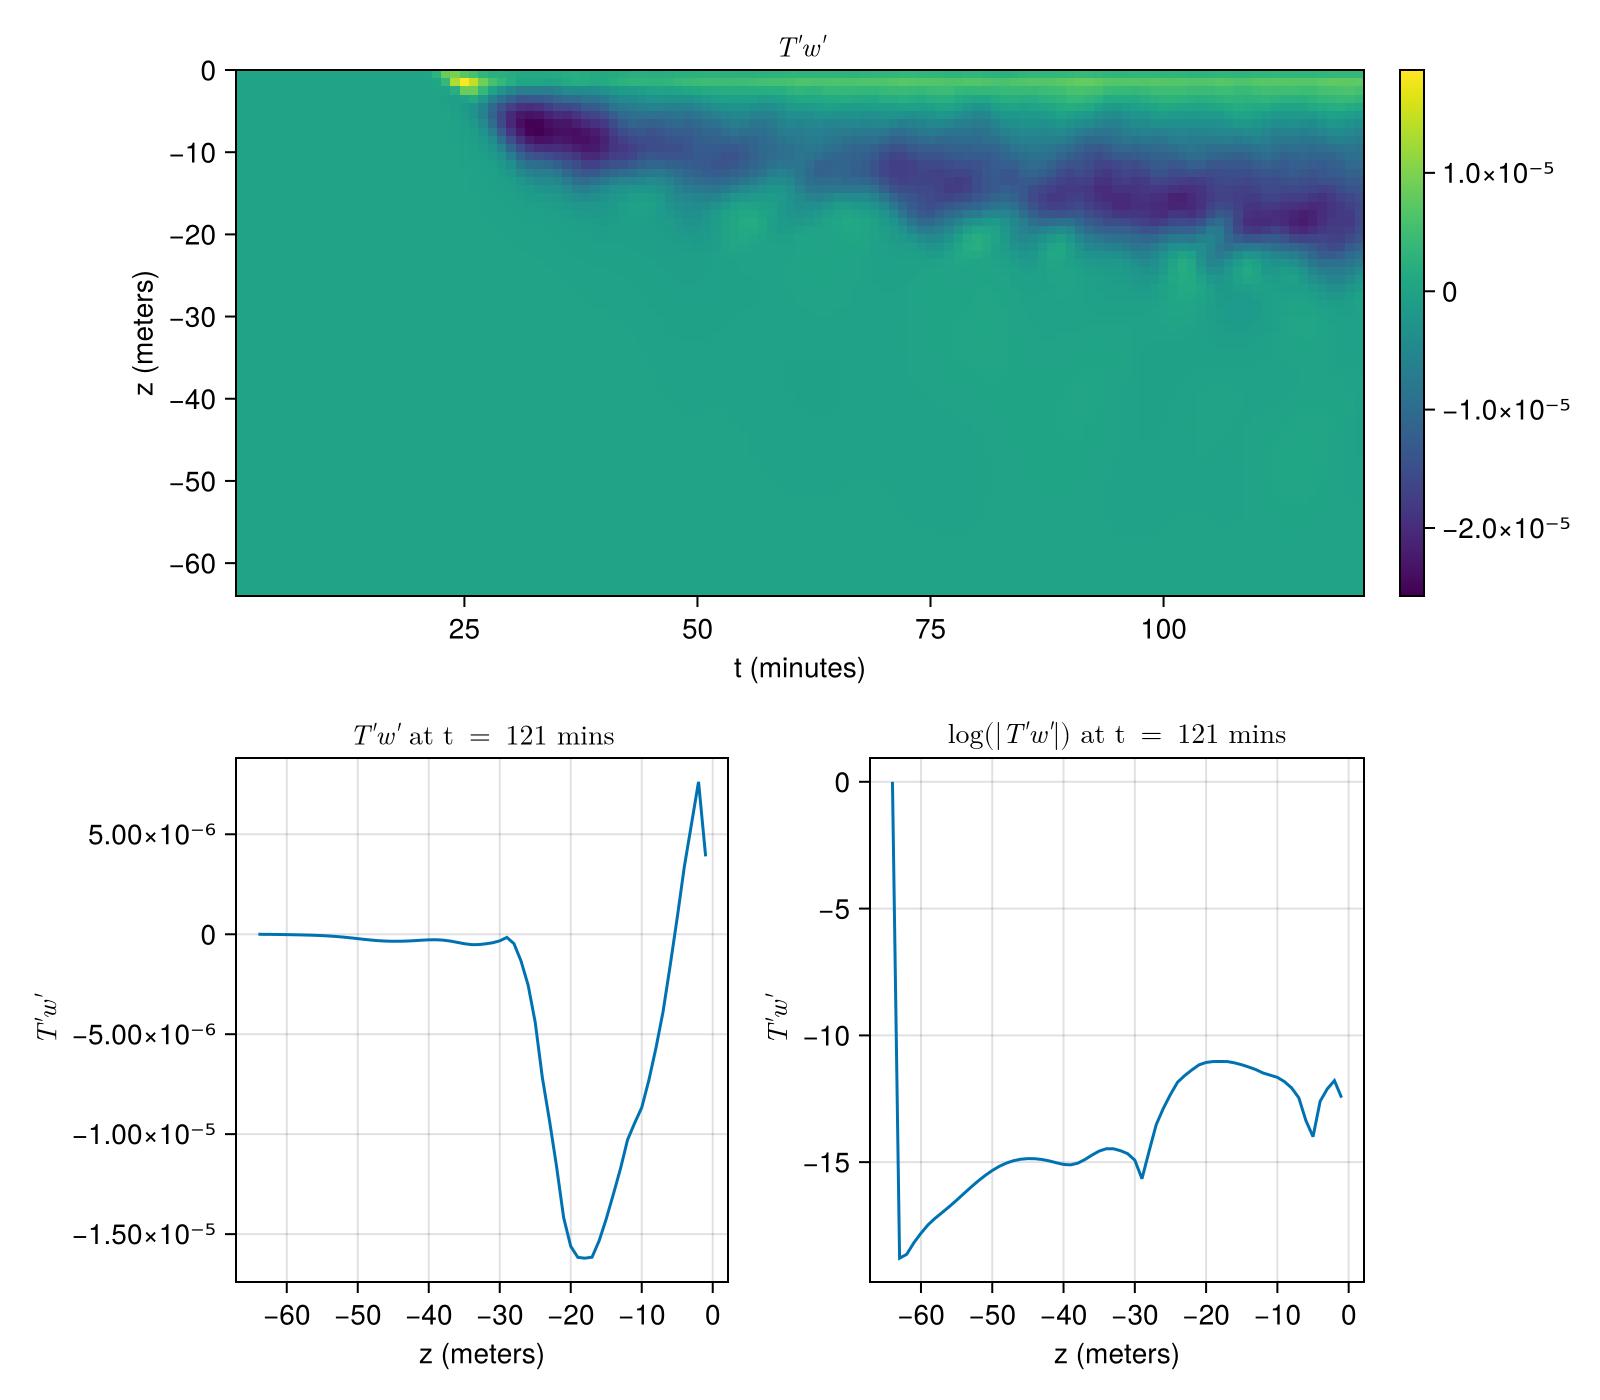 T′w′
0
−10
−20
−30
−40
−50
−60
z (meters)
25
50
75
100
t (minutes)
1.0×10⁻⁵
0
−1.0×10⁻⁵
−2.0×10⁻⁵
T′w′ at t = 121 mins
5.00×10⁻⁶
0
−5.00×10⁻⁶
−1.00×10⁻⁵
−1.50×10⁻⁵
T′w′
−60 −50 −40 −30 −20 −10 0
z (meters)
log(|T′w′|) at t = 121 mins
0
−5
−10
−15
T′w′
−60 −50 −40 −30 −20 −10 0
z (meters)